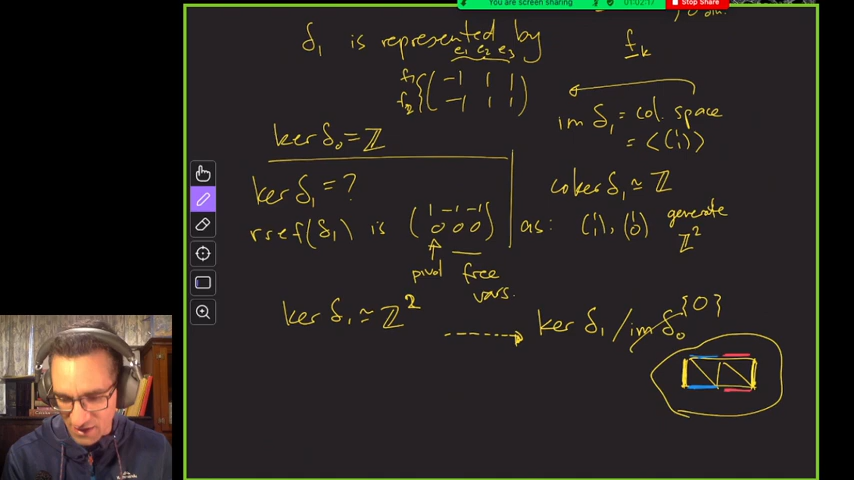 You are screen sharing 01:02:17 Stop Share
δ₁ is represented by
f_k
e₁ e₂ e₃
f₁ ( -1 1 1 )
f₂ ( -1 1 1 )
im δ₁ = col. space
= <(1 1)>
ker δ₀ = ℤ
ker δ₁ = ?
coker δ₁ ≃ ℤ
rref(δ₁) is ( 1 -1 -1
0 0 0 )
as: (1 1), (1 0) generate
ℤ²
pivot free
vars.
ker δ₁ ≃ ℤ²
ker δ₁ / im δ₀ {0}